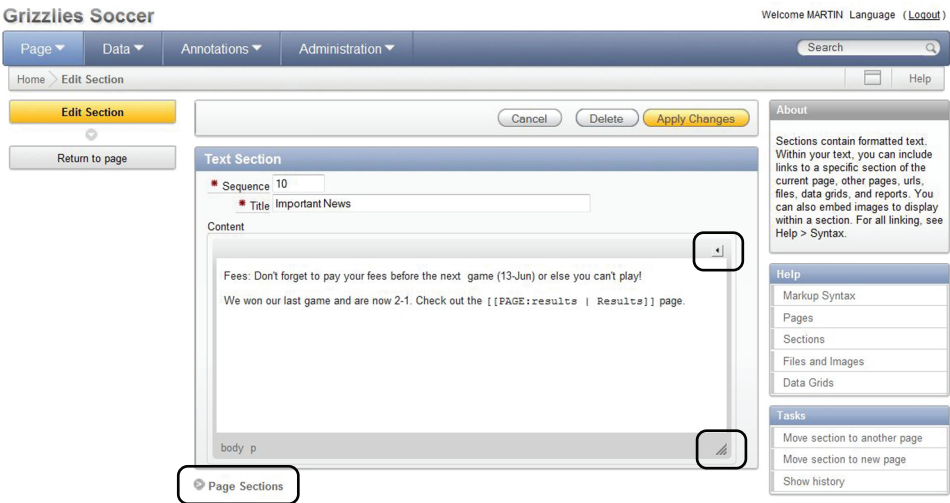 Grizzlies Soccer
Welcome MARTIN Language ( Logout )
Page Data Annotations Administration Search
Home Edit Section Help
Edit Section
Return to page
Cancel Delete Apply Changes
Text Section
* Sequence 10
* Title Important News
Content
Fees: Don't forget to pay your fees before the next game (13-Jun) or else you can't play!
We won our last game and are now 2-1. Check out the [[PAGE:results | Results]] page.
body p
Page Sections
About
Sections contain formatted text.
Within your text, you can include
links to a specific section of the
current page, other pages, urls,
files, data grids, and reports. You
can also embed images to display
within a section. For all linking, see
Help > Syntax.
Help
Markup Syntax
Pages
Sections
Files and Images
Data Grids
Tasks
Move section to another page
Move section to new page
Show history